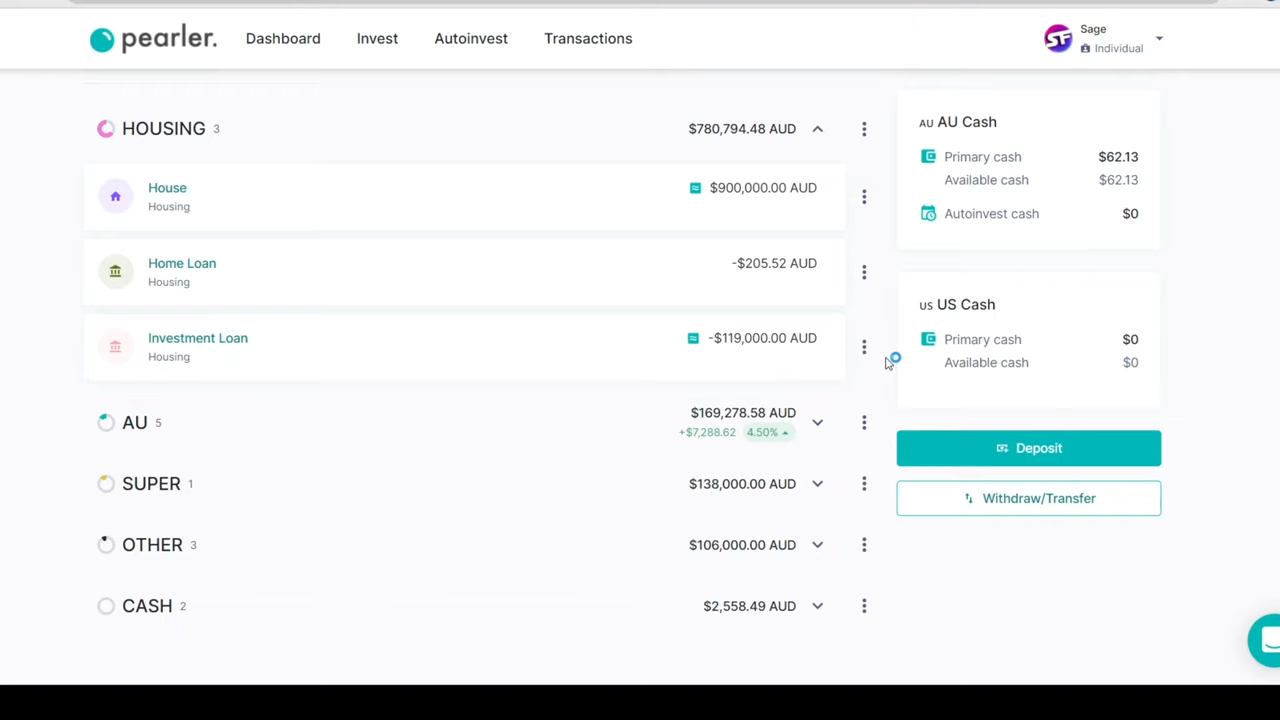 pearler.
Dashboard
Invest
Autoinvest
Transactions
SF
Sage
Individual
HOUSING 3
$780,794.48 AUD
House
Housing
$900,000.00 AUD
Home Loan
Housing
-$205.52 AUD
Investment Loan
Housing
-$119,000.00 AUD
AU 5
$169,278.58 AUD
+$7,288.62 4.50%
SUPER 1
$138,000.00 AUD
OTHER 3
$106,000.00 AUD
CASH 2
$2,558.49 AUD
AU AU Cash
Primary cash $62.13
Available cash $62.13
Autoinvest cash $0
US US Cash
Primary cash $0
Available cash $0
Deposit
Withdraw/Transfer